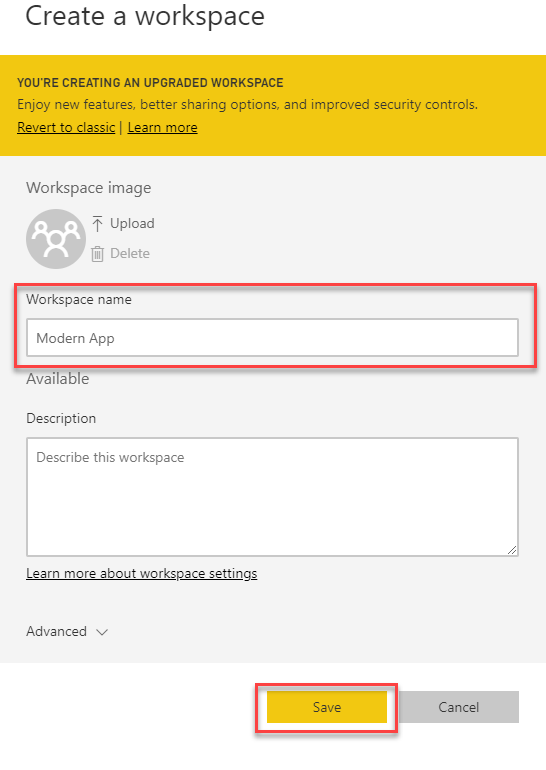 Create a workspace
YOU'RE CREATING AN UPGRADED WORKSPACE
Enjoy new features, better sharing options, and improved security controls.
Revert to classic | Learn more
Workspace image
Upload
Delete
Workspace name
Modern App
Available
Description
Describe this workspace
Learn more about workspace settings
Advanced
Save Cancel